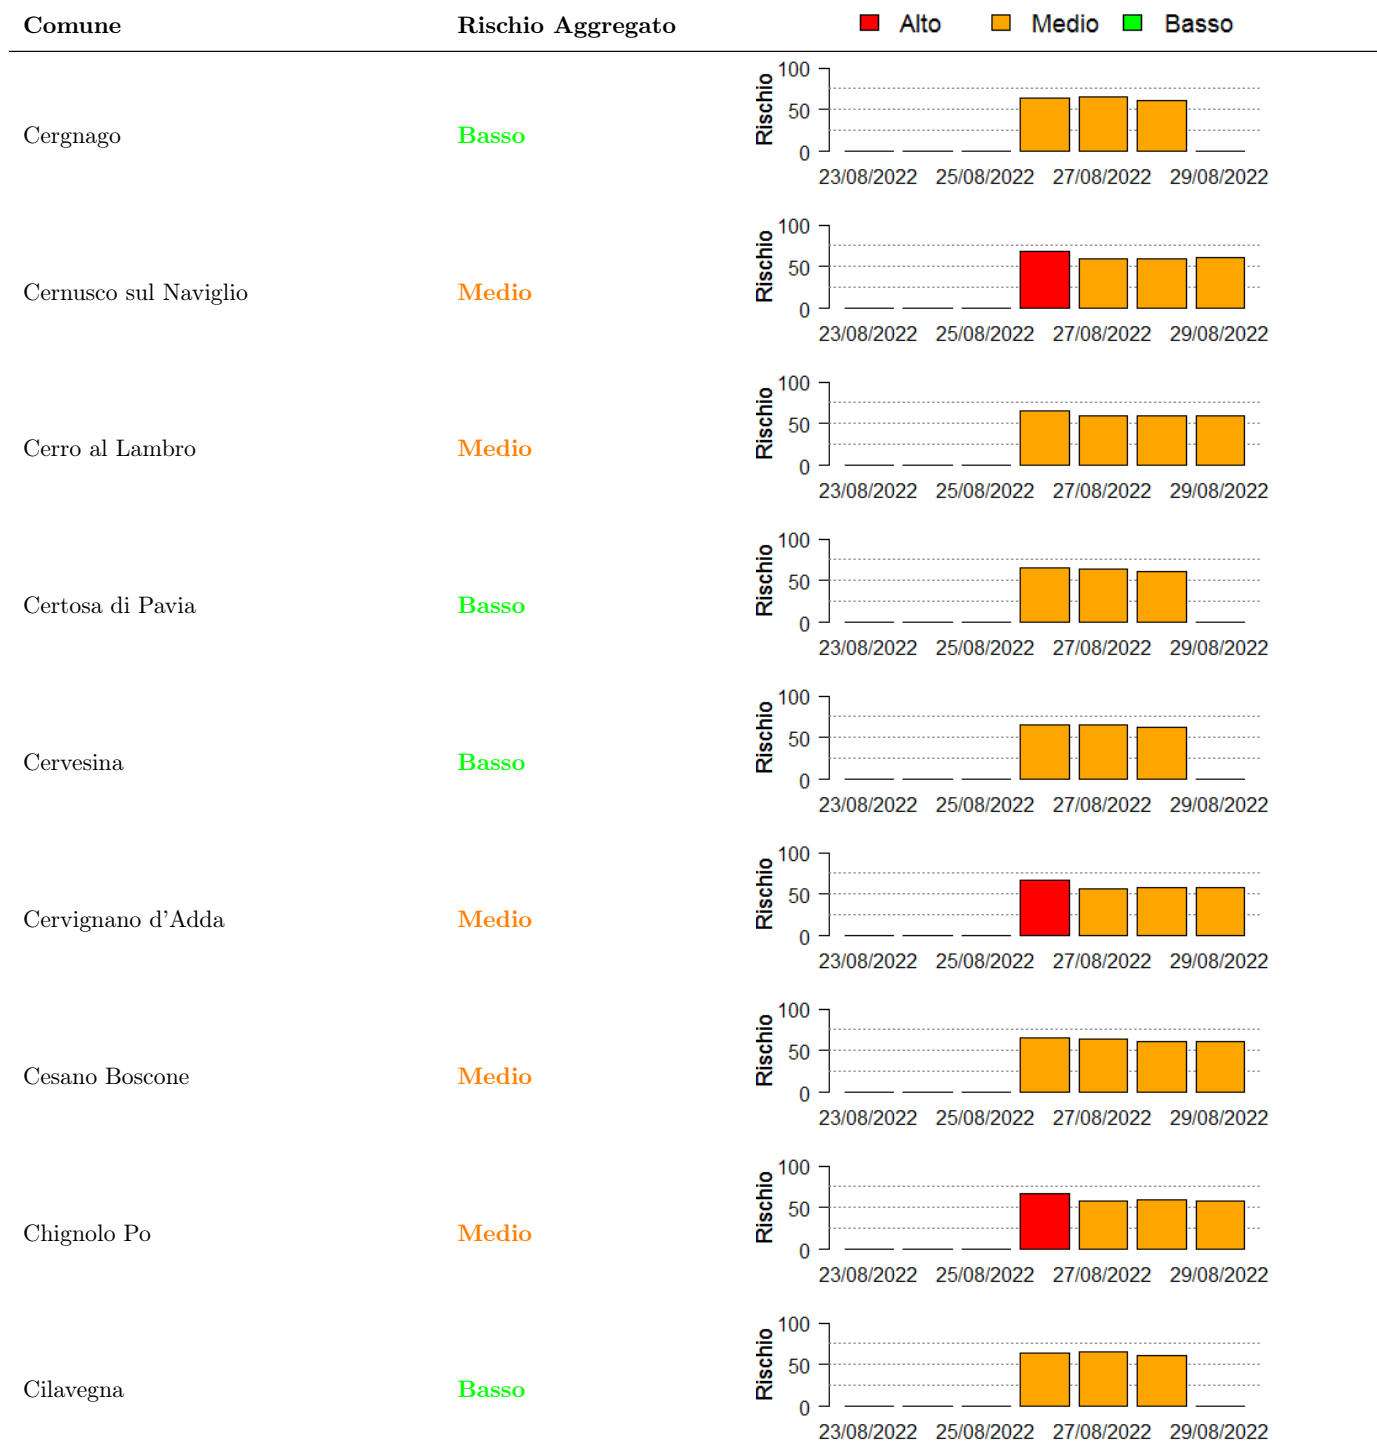 Comune Rischio Aggregato Alto Medio Basso
100
50
0
Rischio
Cergnago Basso
23/08/2022 25/08/2022 27/08/2022 29/08/2022
100
50
0
Rischio
Cernusco sul Naviglio Medio
23/08/2022 25/08/2022 27/08/2022 29/08/2022
100
50
0
Rischio
Cerro al Lambro Medio
23/08/2022 25/08/2022 27/08/2022 29/08/2022
100
50
0
Rischio
Certosa di Pavia Basso
23/08/2022 25/08/2022 27/08/2022 29/08/2022
100
50
0
Rischio
Cervesina Basso
23/08/2022 25/08/2022 27/08/2022 29/08/2022
100
50
0
Rischio
Cervignano d'Adda Medio
23/08/2022 25/08/2022 27/08/2022 29/08/2022
100
50
0
Rischio
Cesano Boscone Medio
23/08/2022 25/08/2022 27/08/2022 29/08/2022
100
50
0
Rischio
Chignolo Po Medio
23/08/2022 25/08/2022 27/08/2022 29/08/2022
100
50
0
Rischio
Cilavegna Basso
23/08/2022 25/08/2022 27/08/2022 29/08/2022